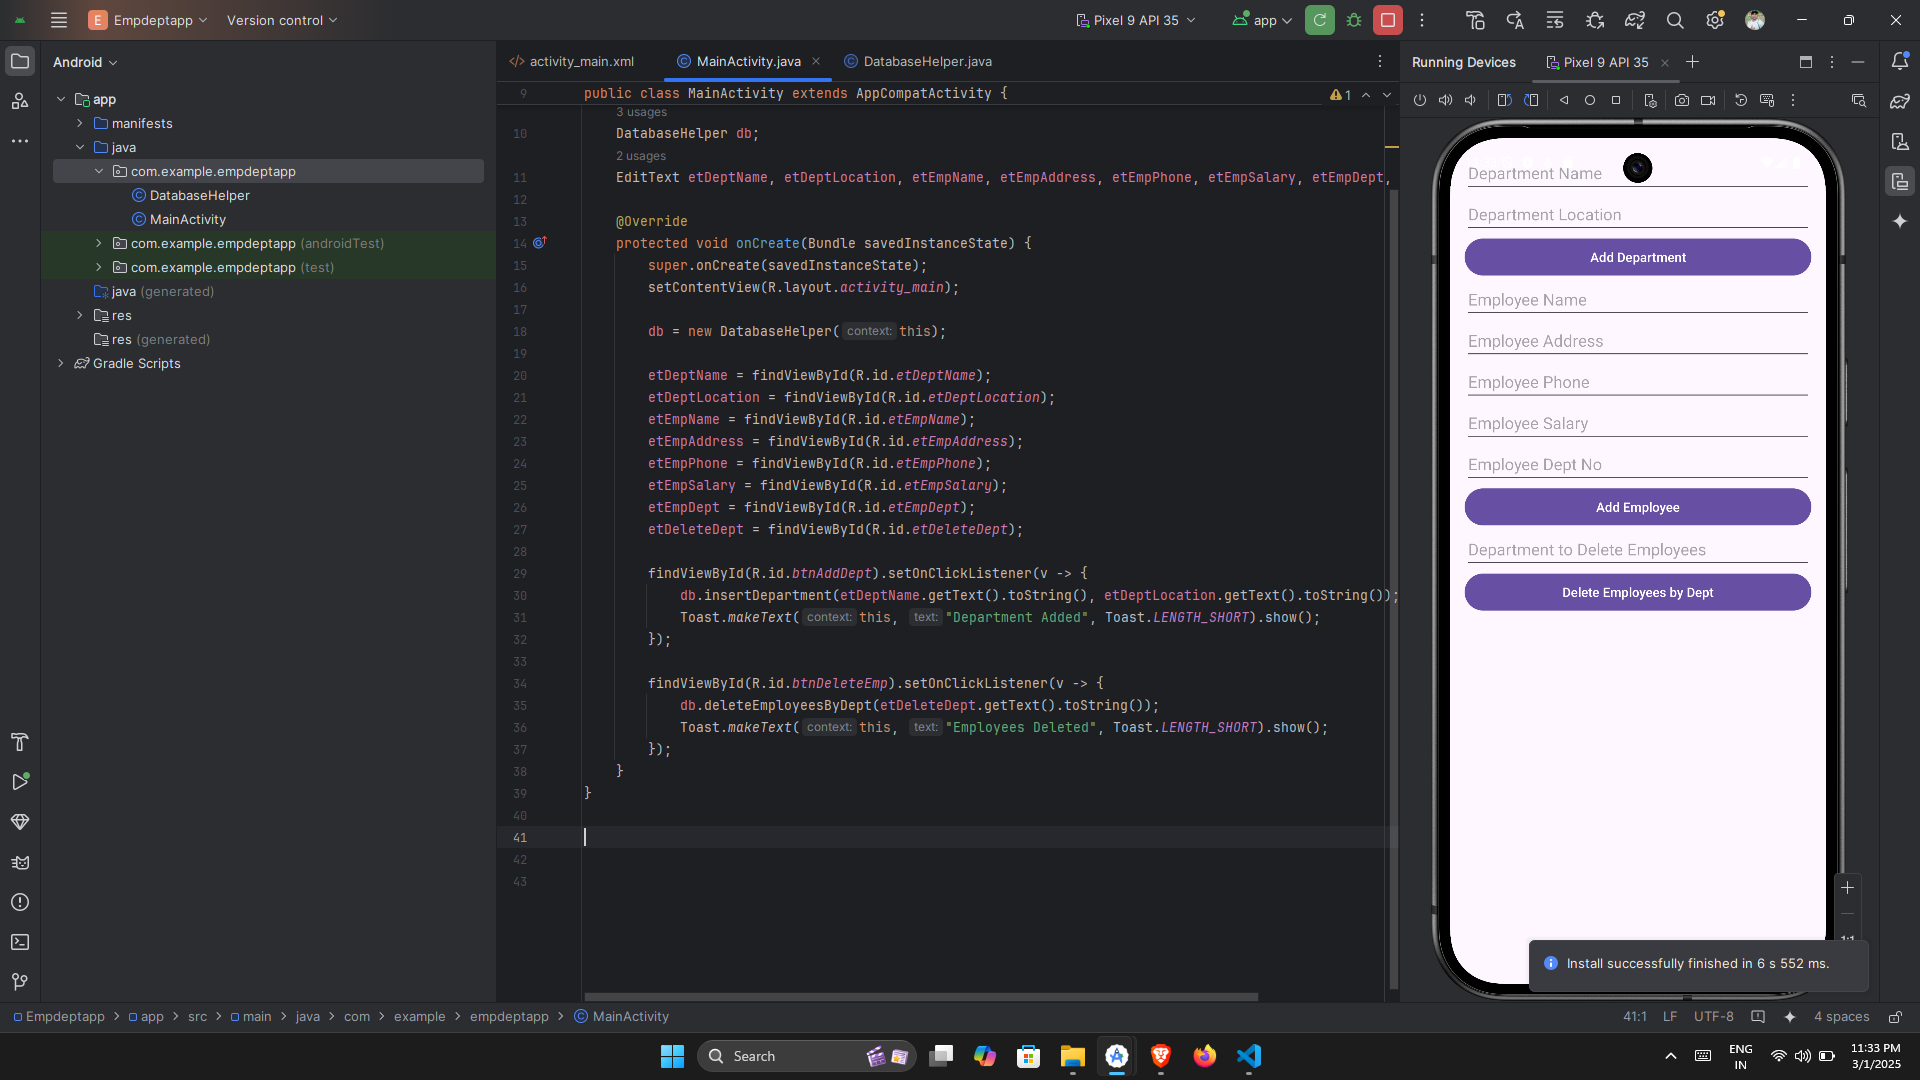 E Empdeptapp Version control Pixel 9 API 35 app
Android
app
manifests
java
com.example.empdeptapp
DatabaseHelper
MainActivity
com.example.empdeptapp (androidTest)
com.example.empdeptapp (test)
java (generated)
res
res (generated)
Gradle Scripts
activity_main.xml MainActivity.java DatabaseHelper.java
9 public class MainActivity extends AppCompatActivity { 1
3 usages
10 DatabaseHelper db;
2 usages
11 EditText etDeptName, etDeptLocation, etEmpName, etEmpAddress, etEmpPhone, etEmpSalary, etEmpDept,
12
13 @Override
14 protected void onCreate(Bundle savedInstanceState) {
15 super.onCreate(savedInstanceState);
16 setContentView(R.layout.activity_main);
17
18 db = new DatabaseHelper( context: this);
19
20 etDeptName = findViewById(R.id.etDeptName);
21 etDeptLocation = findViewById(R.id.etDeptLocation);
22 etEmpName = findViewById(R.id.etEmpName);
23 etEmpAddress = findViewById(R.id.etEmpAddress);
24 etEmpPhone = findViewById(R.id.etEmpPhone);
25 etEmpSalary = findViewById(R.id.etEmpSalary);
26 etEmpDept = findViewById(R.id.etEmpDept);
27 etDeleteDept = findViewById(R.id.etDeleteDept);
28
29 findViewById(R.id.btnAddDept).setOnClickListener(v -> {
30 db.insertDepartment(etDeptName.getText().toString(), etDeptLocation.getText().toString());
31 Toast.makeText( context: this, text: "Department Added", Toast.LENGTH_SHORT).show();
32 });
33
34 findViewById(R.id.btnDeleteEmp).setOnClickListener(v -> {
35 db.deleteEmployeesByDept(etDeleteDept.getText().toString());
36 Toast.makeText( context: this, text: "Employees Deleted", Toast.LENGTH_SHORT).show();
37 });
38 }
39 }
40
41
42
43
Running Devices Pixel 9 API 35
Department Name
Department Location
Add Department
Employee Name
Employee Address
Employee Phone
Employee Salary
Employee Dept No
Add Employee
Department to Delete Employees
Delete Employees by Dept
Install successfully finished in 6 s 552 ms.
Empdeptapp > app > src > main > java > com > example > empdeptapp > MainActivity
41:1 LF UTF-8 4 spaces
Search
ENG
IN
11:33 PM
3/1/2025